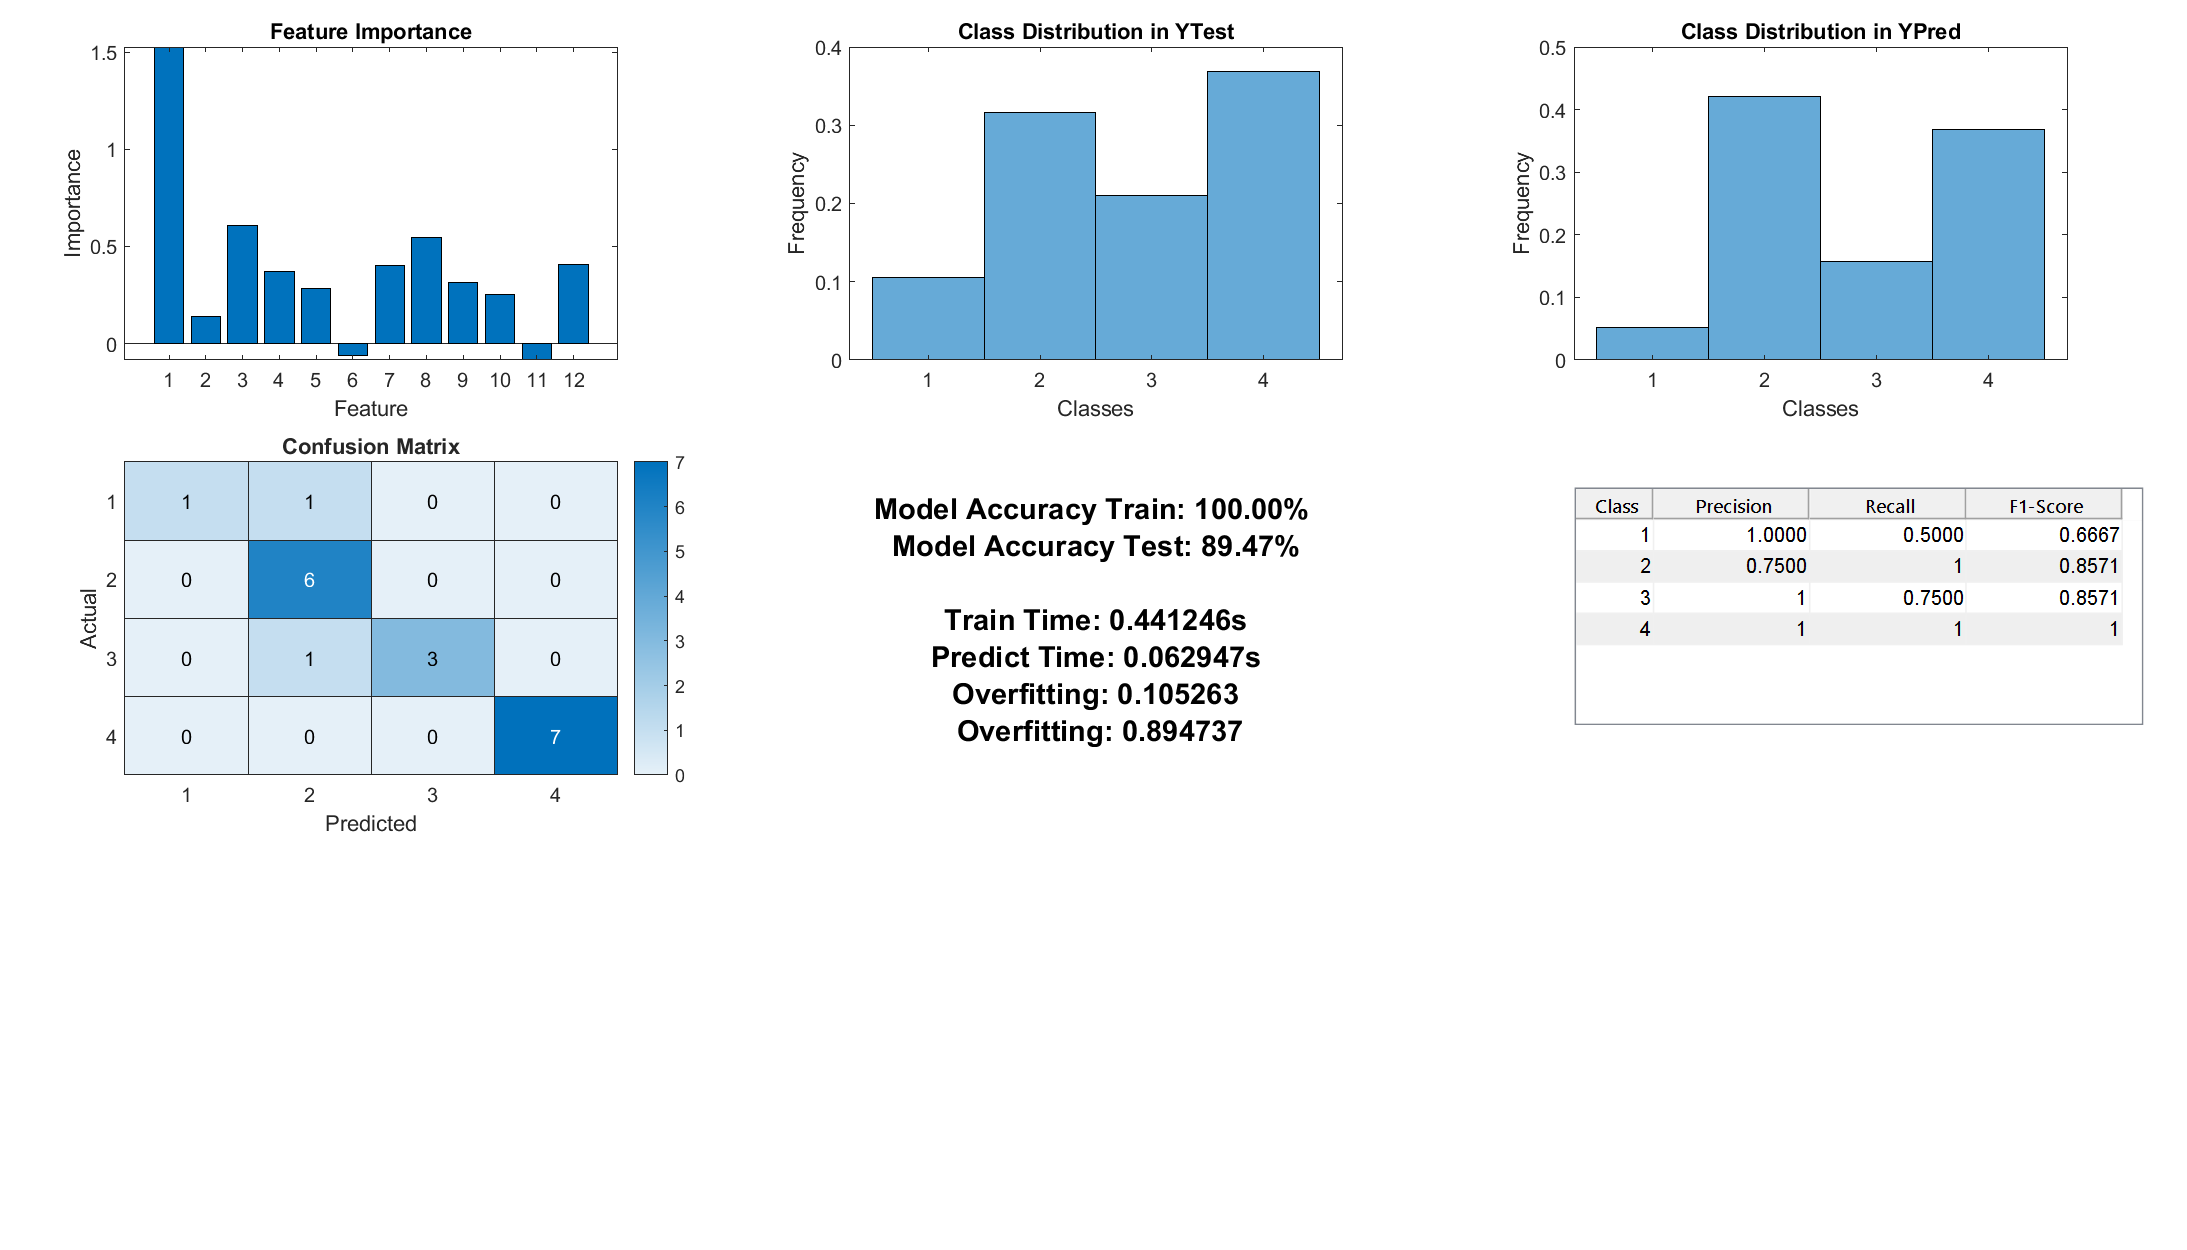 Feature Importance
1.5
1
0.5
0
Importance
1 2 3 4 5 6 7 8 9 10 11 12
Feature
Class Distribution in YTest
0.4
0.3
0.2
0.1
0
Frequency
1 2 3 4
Classes
Class Distribution in YPred
0.5
0.4
0.3
0.2
0.1
0
Frequency
1 2 3 4
Classes
Confusion Matrix
Actual
1 1 1 0 0
2 0 6 0 0
3 0 1 3 0
4 0 0 0 7
1 2 3 4
Predicted
7
6
5
4
3
2
1
0
Model Accuracy Train: 100.00%
Model Accuracy Test: 89.47%
Train Time: 0.441246s
Predict Time: 0.062947s
Overfitting: 0.105263
Overfitting: 0.894737
Class Precision Recall F1-Score
1 1.0000 0.5000 0.6667
2 0.7500 1 0.8571
3 1 0.7500 0.8571
4 1 1 1